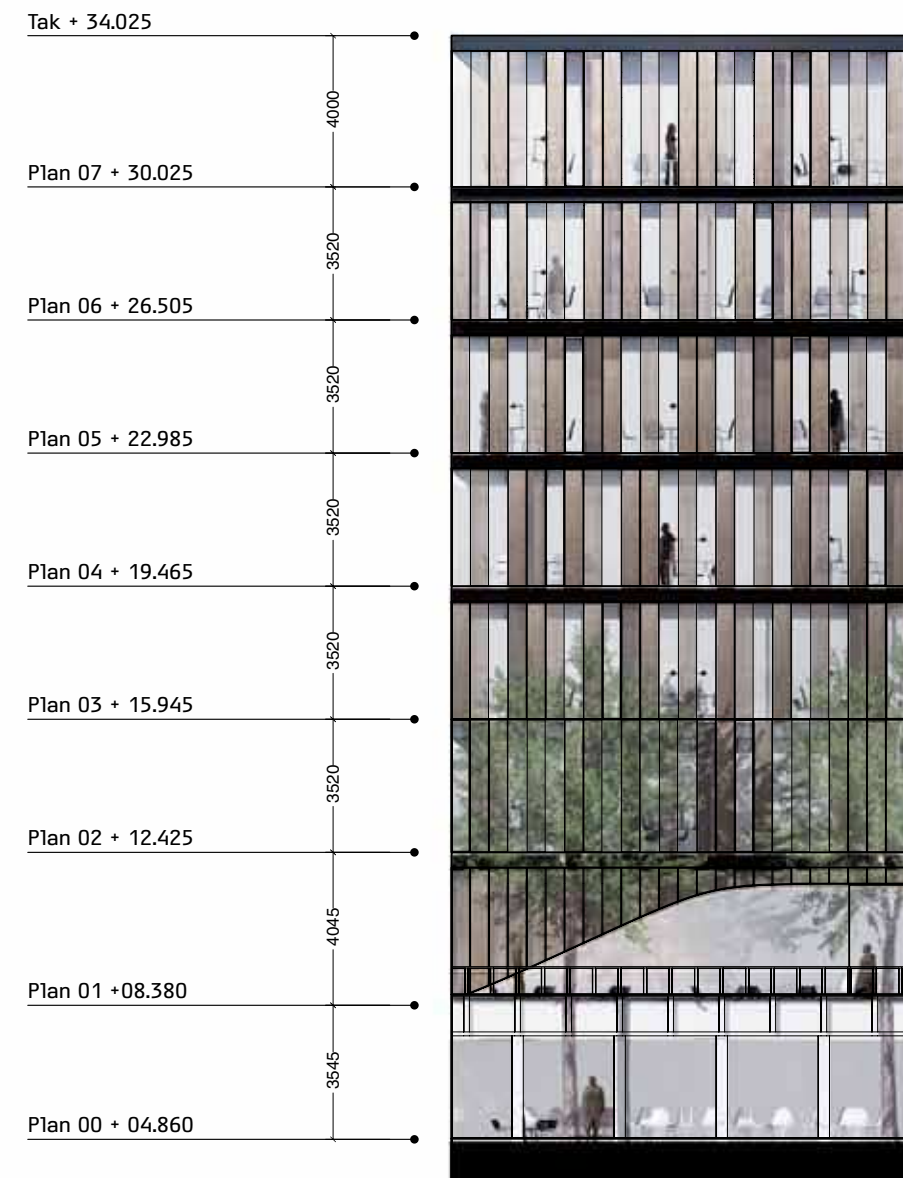 Tak + 34.025
4000
Plan 07 + 30.025
3520
Plan 06 + 26.505
3520
Plan 05 + 22.985
3520
Plan 04 + 19.465
3520
Plan 03 + 15.945
3520
Plan 02 + 12.425
4045
Plan 01 +08.380
3545
Plan 00 + 04.860